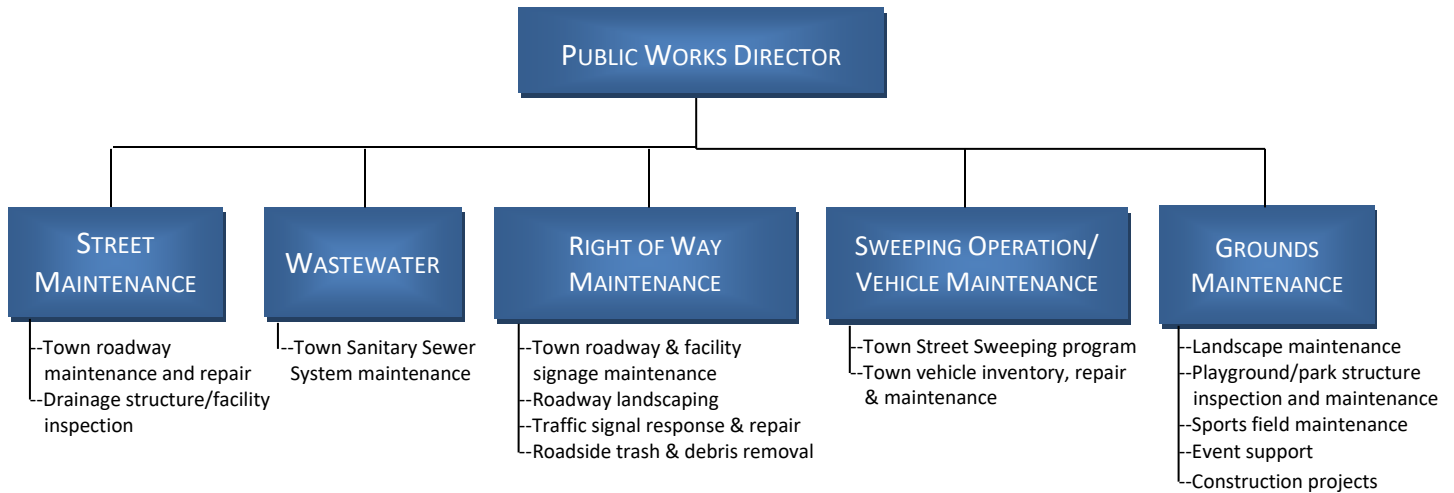 PUBLIC WORKS DIRECTOR
STREET
MAINTENANCE
--Town roadway
maintenance and repair
--Drainage structure/facility
inspection
WASTEWATER
--Town Sanitary Sewer
System maintenance
RIGHT OF WAY
MAINTENANCE
--Town roadway & facility
signage maintenance
--Roadway landscaping
--Traffic signal response & repair
--Roadside trash & debris removal
SWEEPING OPERATION/
VEHICLE MAINTENANCE
--Town Street Sweeping program
--Town vehicle inventory, repair
& maintenance
GROUNDS
MAINTENANCE
--Landscape maintenance
--Playground/park structure
inspection and maintenance
--Sports field maintenance
--Event support
--Construction projects